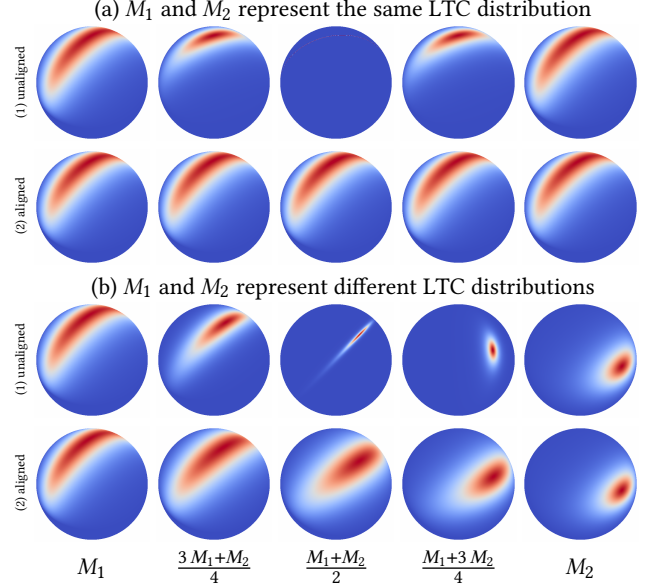 (a) M₁ and M₂ represent the same LTC distribution
(1) unaligned
(2) aligned
(b) M₁ and M₂ represent different LTC distributions
(1) unaligned
(2) aligned
M₁ (3 M₁+M₂)/4 (M₁+M₂)/2 (M₁+3 M₂)/4 M₂